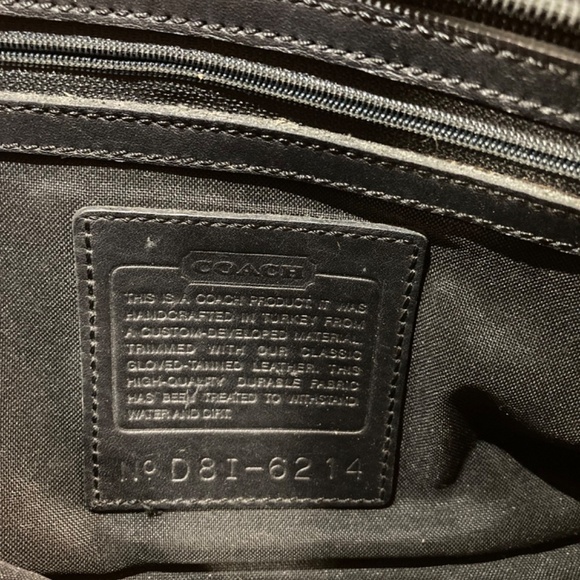 COACH
THIS IS A COACH PRODUCT. IT WAS
HANDCRAFTED IN TURKEY FROM
A CUSTOM-DEVELOPED MATERIAL
TRIMMED WITH OUR CLASSIC
GLOVED-TANNED LEATHER. THIS
HIGH-QUALITY DURABLE FABRIC
HAS BEEN TREATED TO WITHSTAND
WATER AND DIRT.
No D8I-6214